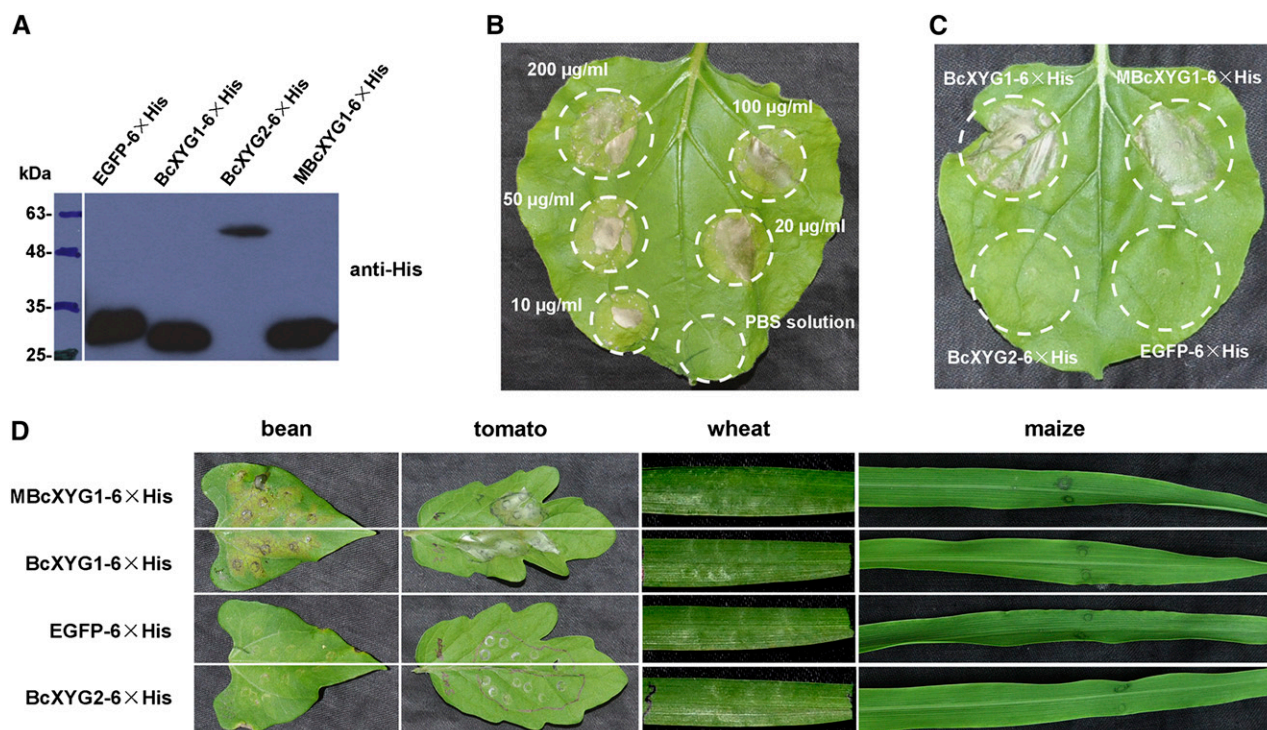 A
kDa
EGFP-6×His
BcXYG1-6×His
BcXYG2-6×His
MBcXYG1-6×His
63-
48-
35-
25-
anti-His
B
200 µg/ml
100 µg/ml
50 µg/ml
20 µg/ml
10 µg/ml
PBS solution
C
BcXYG1-6×His
MBcXYG1-6×His
BcXYG2-6×His
EGFP-6×His
D
bean tomato wheat maize
MBcXYG1-6×His
BcXYG1-6×His
EGFP-6×His
BcXYG2-6×His